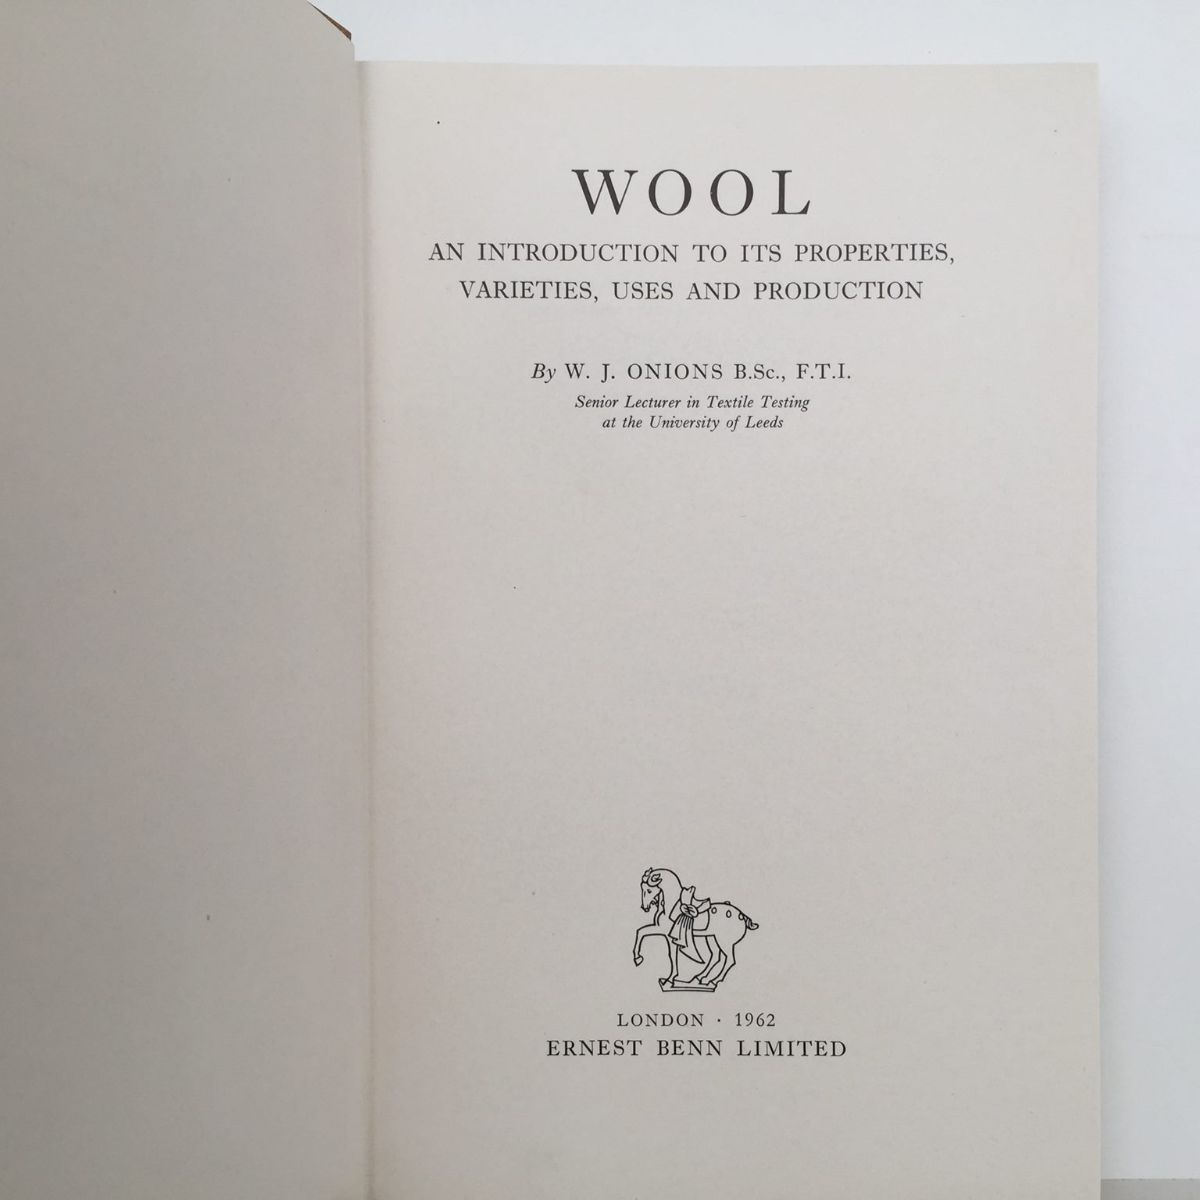 WOOL
AN INTRODUCTION TO ITS PROPERTIES,
VARIETIES, USES AND PRODUCTION
By W. J. ONIONS B.Sc., F.T.I.
Senior Lecturer in Textile Testing
at the University of Leeds
LONDON · 1962
ERNEST BENN LIMITED